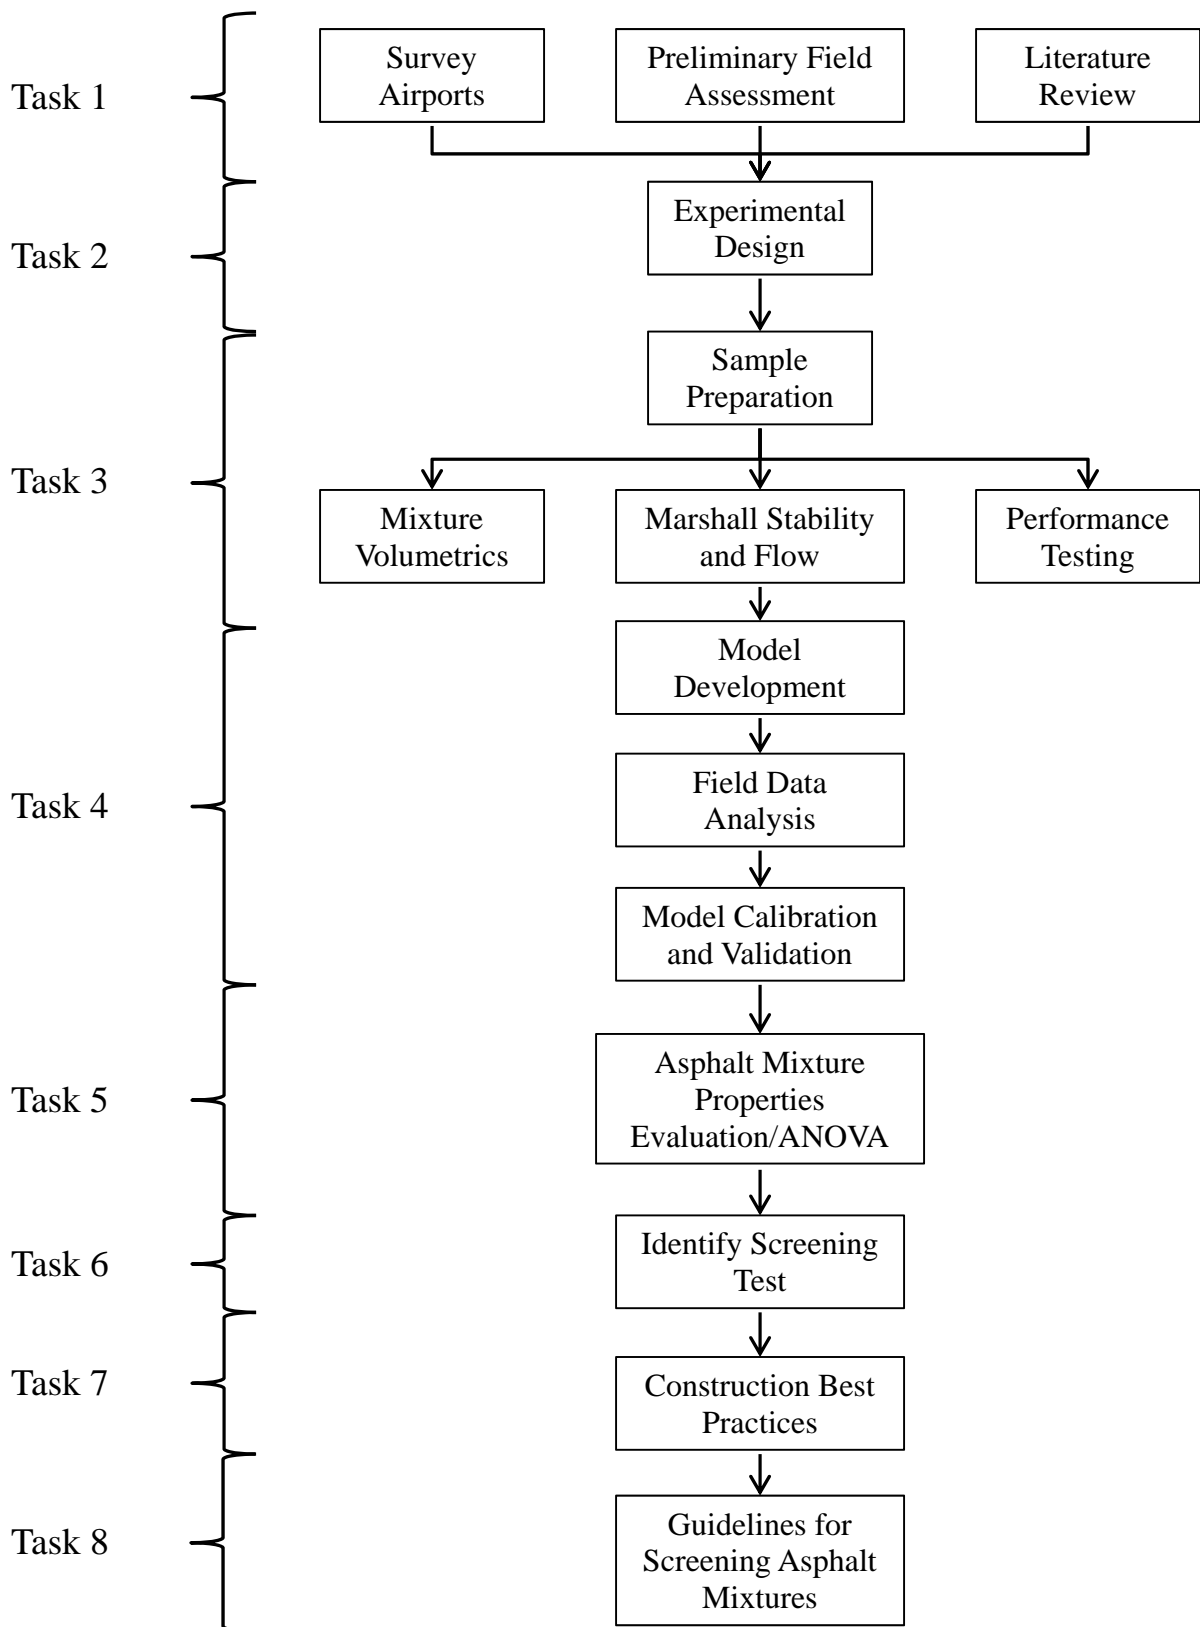 Task 1
Survey
Airports
Preliminary Field
Assessment
Literature
Review
Task 2
Experimental
Design
Task 3
Sample
Preparation
Mixture
Volumetrics
Marshall Stability
and Flow
Performance
Testing
Task 4
Model
Development
Field Data
Analysis
Model Calibration
and Validation
Task 5
Asphalt Mixture
Properties
Evaluation/ANOVA
Task 6
Identify Screening
Test
Task 7
Construction Best
Practices
Task 8
Guidelines for
Screening Asphalt
Mixtures